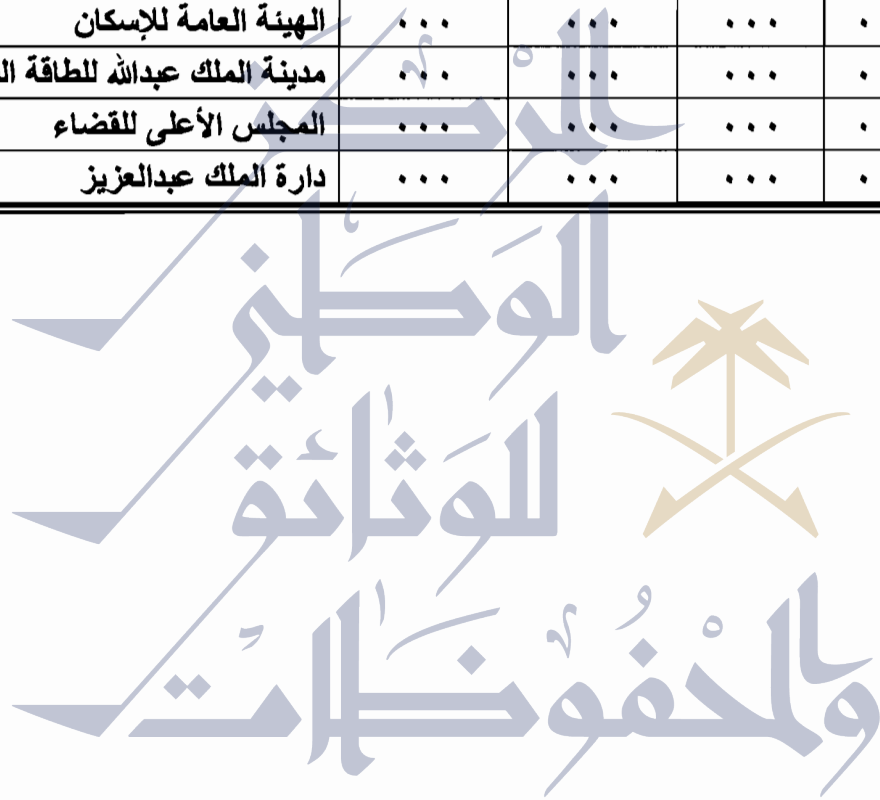 الهيئة العامة للإسكان ٠٠٠ ٠٠٠ ٠٠٠ ٠
مدينة الملك عبدالله للطاقة ٠٠٠ ٠٠٠ ٠٠٠ ٠
المجلس الأعلى للقضاء ٠٠٠ ٠٠٠ ٠٠٠ ٠
دارة الملك عبدالعزيز ٠٠٠ ٠٠٠ ٠٠٠ ٠
المركز
الوطني
للوثائق
والمحفوظات